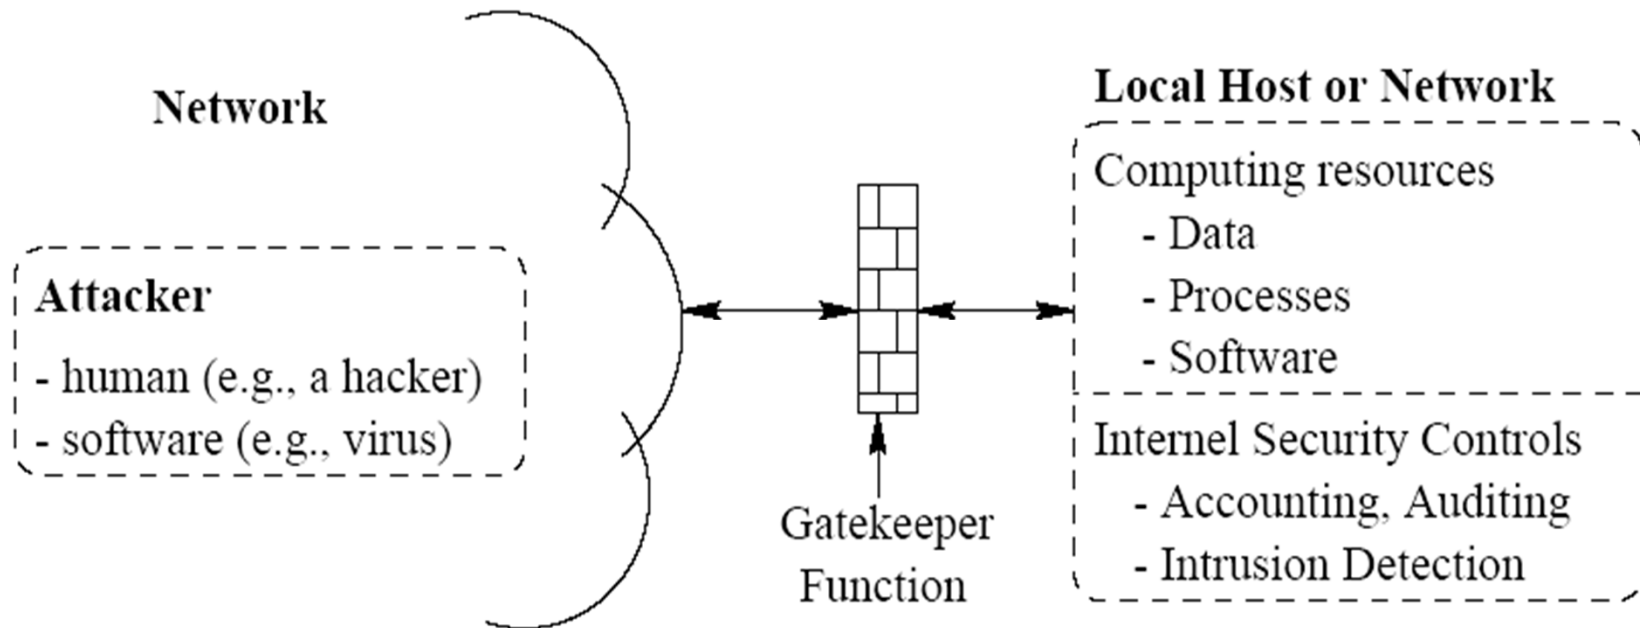 Network
Attacker
- human (e.g., a hacker)
- software (e.g., virus)
Gatekeeper
Function
Local Host or Network
Computing resources
- Data
- Processes
- Software
Internel Security Controls
- Accounting, Auditing
- Intrusion Detection